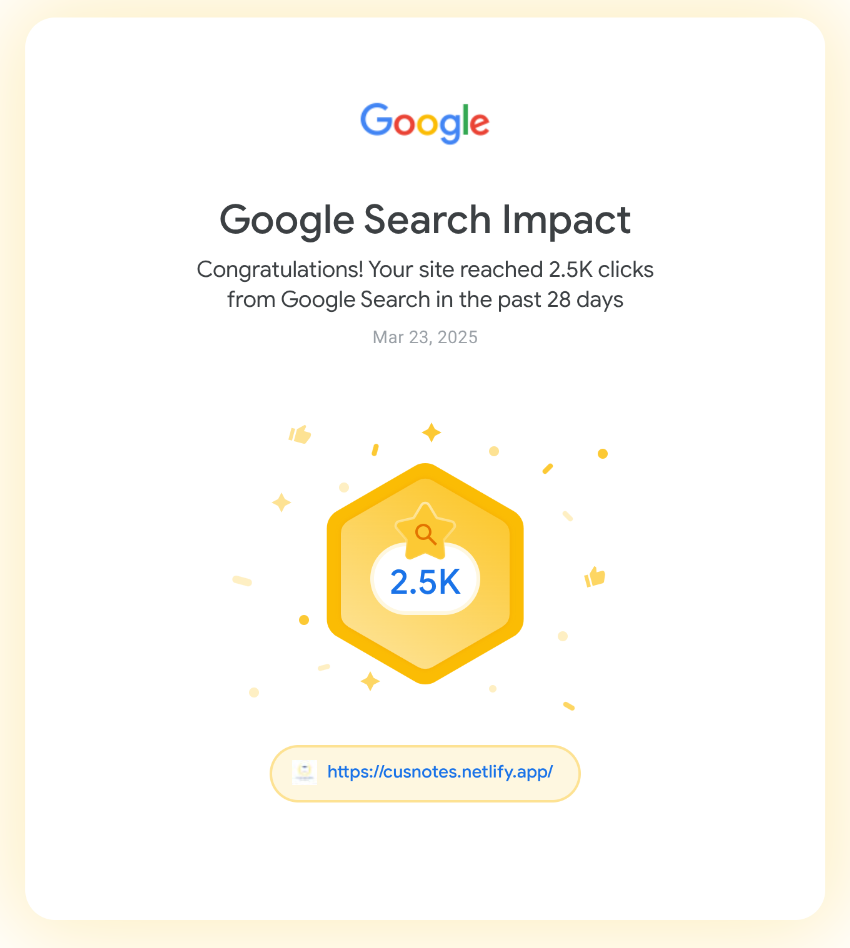 Google
Google Search Impact
Congratulations! Your site reached 2.5K clicks
from Google Search in the past 28 days
Mar 23, 2025
2.5K
https://cusnotes.netlify.app/